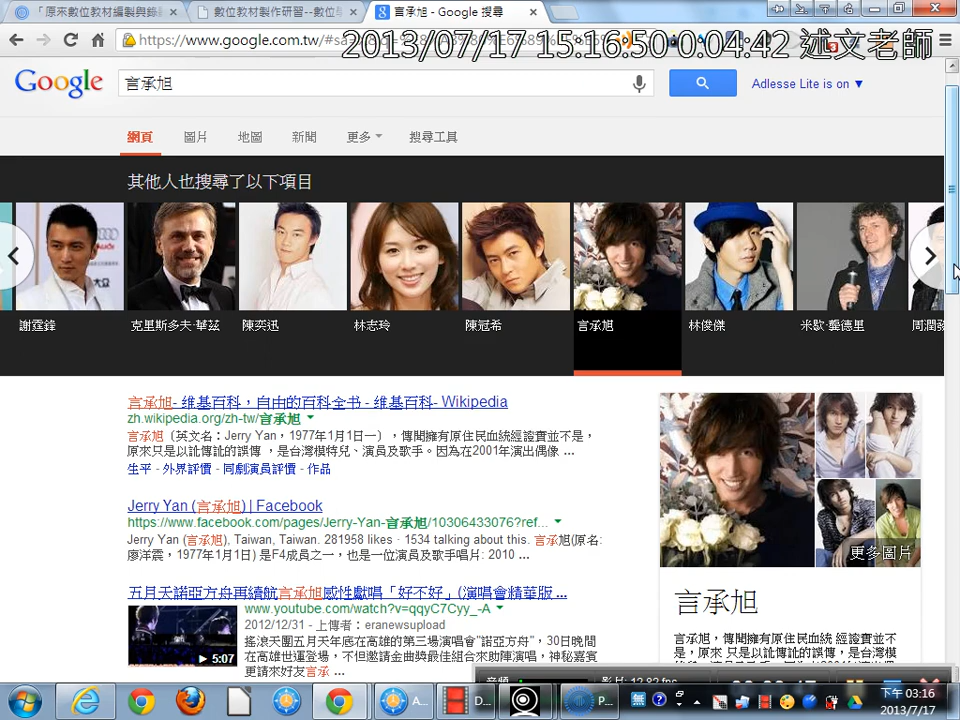 「原來數位教材編製與錄製
數位教材製作研習--數位學
言承旭 - Google 搜尋
https://www.google.com.tw/#s
2013/07/17 15:16:50 0:04:42 述文老師
Google
言承旭
Adlesse Lite is on ▼
網頁
圖片
地圖
新聞
更多
搜尋工具
其他人也搜尋了以下項目
謝霆鋒
克里斯多夫·華茲
陳奕迅
林志玲
陳冠希
言承旭
林俊傑
米歇·龔德里
周潤發
言承旭- 维基百科，自由的百科全书 - 维基百科- Wikipedia
zh.wikipedia.org/zh-tw/言承旭
言承旭（英文名：Jerry Yan，1977年1月1日一），傳聞擁有原住民血統經證實並不是，
原來只是以訛傳訛的誤傳 ，是台灣模特兒、演員及歌手。因為在2001年演出偶像 ...
生平 - 外界評價 - 同劇演員評價 - 作品
Jerry Yan (言承旭) | Facebook
https://www.facebook.com/pages/Jerry-Yan-言承旭/10306433076?ref...
Jerry Yan (言承旭), Taiwan, Taiwan. 281958 likes · 1534 talking about this. 言承旭(原名:
廖洋震，1977年1月1日) 是F4成員之一，也是一位演員及歌手唱片: 2010 ...
五月天諾亞方舟再續航言承旭感性獻唱「好不好」(演唱會精華版 ...
www.youtube.com/watch?v=qqyC7Cyy_-A
2012/12/31 - 上傳者：eranewsupload
搖滾天團五月天年底在高雄的第三場演唱會"諾亞方舟"，30日晚間
在高雄世運登場，不但邀請金曲獎最佳組合來助陣演唱，神秘嘉賓
更請來好友言承 ...
5:07
更多圖片
言承旭
言承旭，傳聞擁有原住民血統 經證實並不
是，原來 只是以訛傳訛的誤傳，是台灣模
音頻
影片: 12.82 fps
A...
D...
P...
無
下午 03:16
2013/7/17